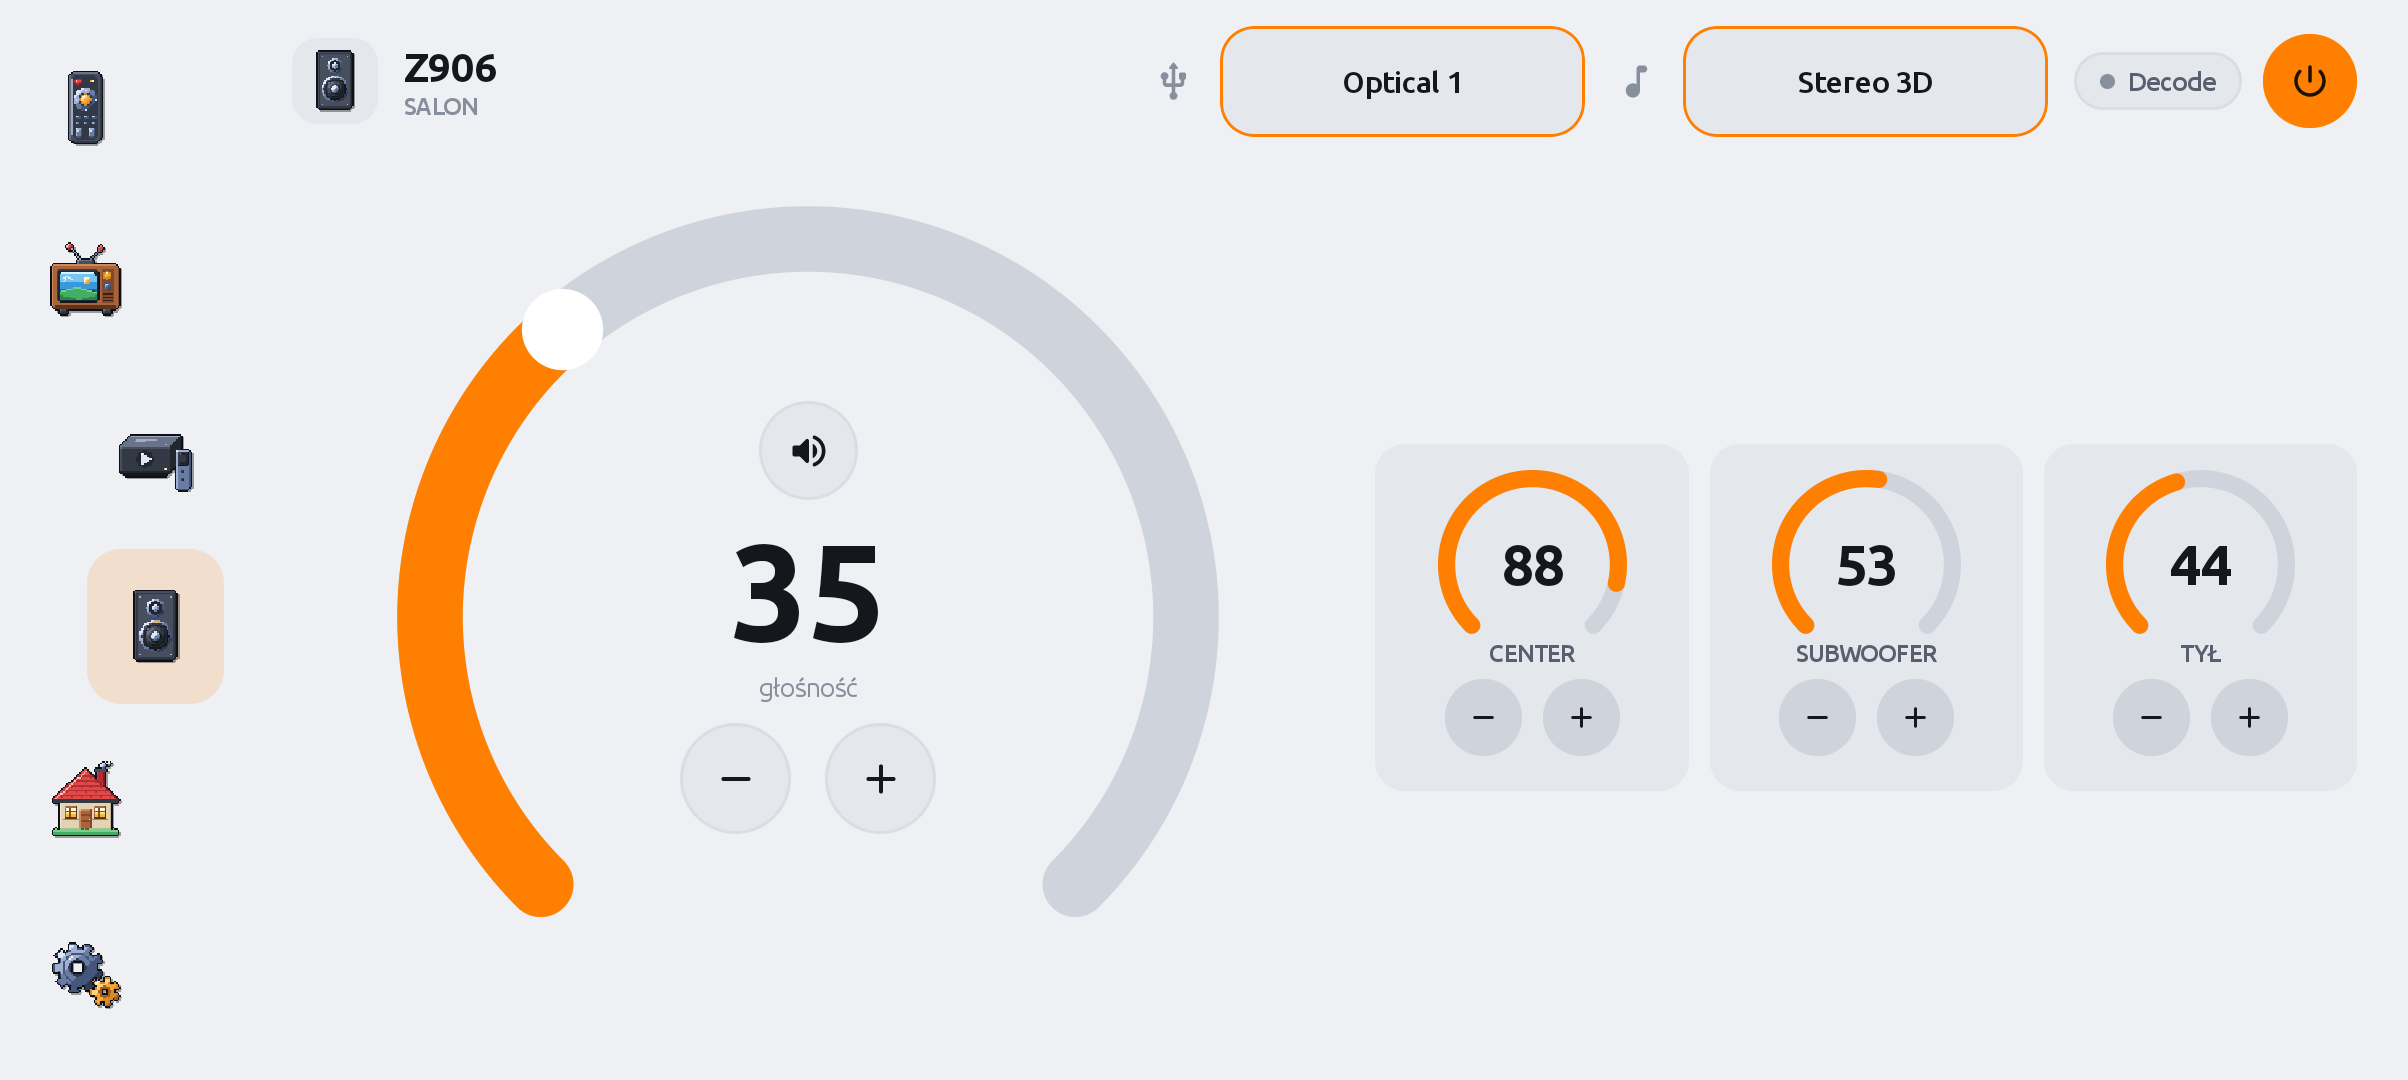 Z906
SALON
Optical 1
Stereo 3D
Decode
35
głośność
88
CENTER
53
SUBWOOFER
44
TYŁ